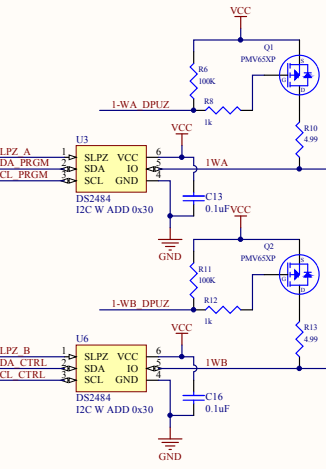 VCC
Q1
PMV65XP
S
G
D
R6
100K
1-WA_DPUZ
R8
1k
VCC
R10
4.99
U3
LPZ_A 1 SLPZ VCC 6
DA_PRGM 2 SDA IO 5 1WA
CL_PRGM 3 SCL GND 4
DS2484
I2C W ADD 0x30
C13
0.1uF
GND
VCC
Q2
PMV65XP
S
G
D
R11
100K
1-WB_DPUZ
R12
1k
VCC
R13
4.99
U6
LPZ_B 1 SLPZ VCC 6
DA_CTRL 2 SDA IO 5 1WB
CL_CTRL 3 SCL GND 4
DS2484
I2C W ADD 0x30
C16
0.1uF
GND